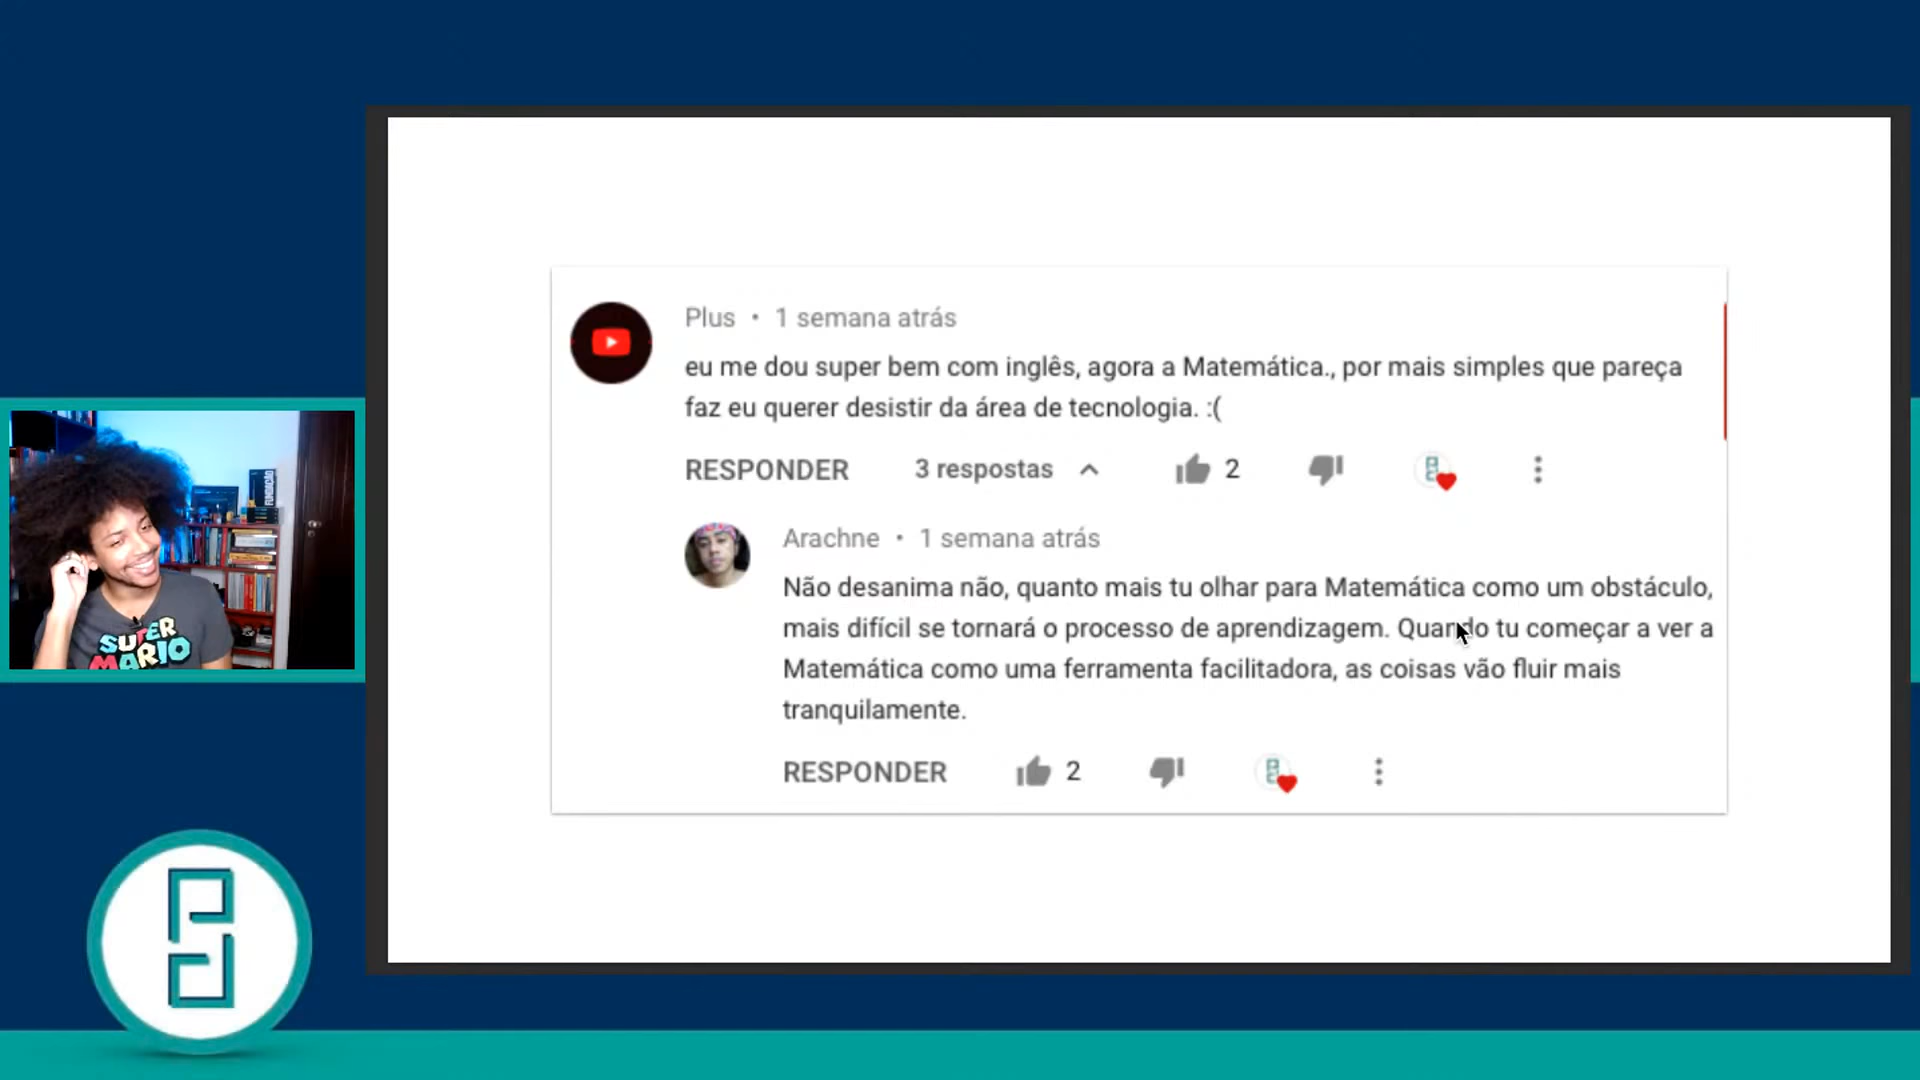 Plus • 1 semana atrás
eu me dou super bem com inglês, agora a Matemática., por mais simples que pareça
faz eu querer desistir da área de tecnologia. :(
RESPONDER 3 respostas 2
Arachne • 1 semana atrás
Não desanima não, quanto mais tu olhar para Matemática como um obstáculo,
mais difícil se tornará o processo de aprendizagem. Quando tu começar a ver a
Matemática como uma ferramenta facilitadora, as coisas vão fluir mais
tranquilamente.
RESPONDER 2
FUNDAÇÃO
SUPER
MARIO